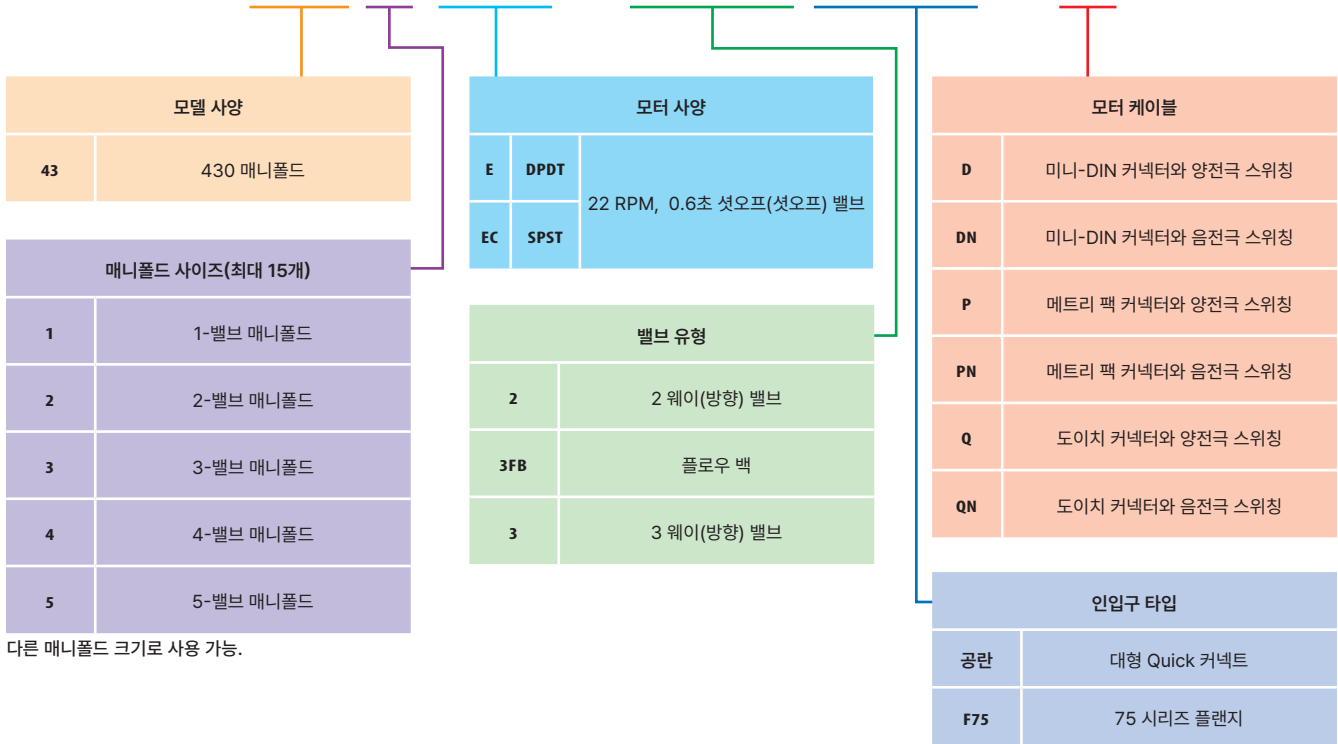 모델 사양
43 430 매니폴드
매니폴드 사이즈(최대 15개)
1 1-밸브 매니폴드
2 2-밸브 매니폴드
3 3-밸브 매니폴드
4 4-밸브 매니폴드
5 5-밸브 매니폴드
다른 매니폴드 크기로 사용 가능.
모터 사양
E DPDT
22 RPM, 0.6초 셧오프(셧오프) 밸브
EC SPST
밸브 유형
2 2 웨이(방향) 밸브
3FB 플로우 백
3 3 웨이(방향) 밸브
모터 케이블
D 미니-DIN 커넥터와 양전극 스위칭
DN 미니-DIN 커넥터와 음전극 스위칭
P 메트리 팩 커넥터와 양전극 스위칭
PN 메트리 팩 커넥터와 음전극 스위칭
Q 도이치 커넥터와 양전극 스위칭
QN 도이치 커넥터와 음전극 스위칭
인입구 타입
공란 대형 Quick 커넥트
F75 75 시리즈 플랜지